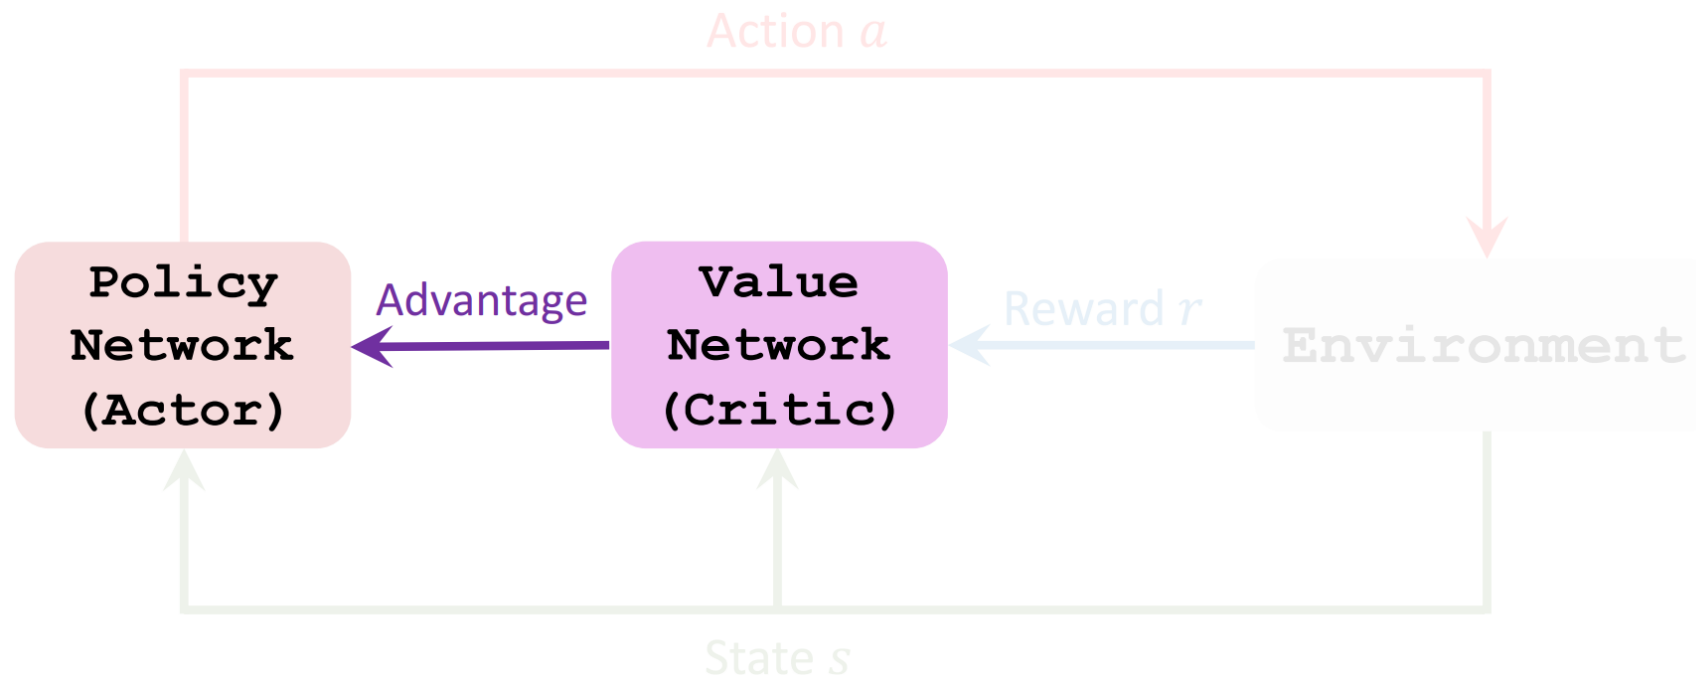 Action a
Policy
Network
(Actor)
Advantage
Value
Network
(Critic)
Reward r
Environment
State s